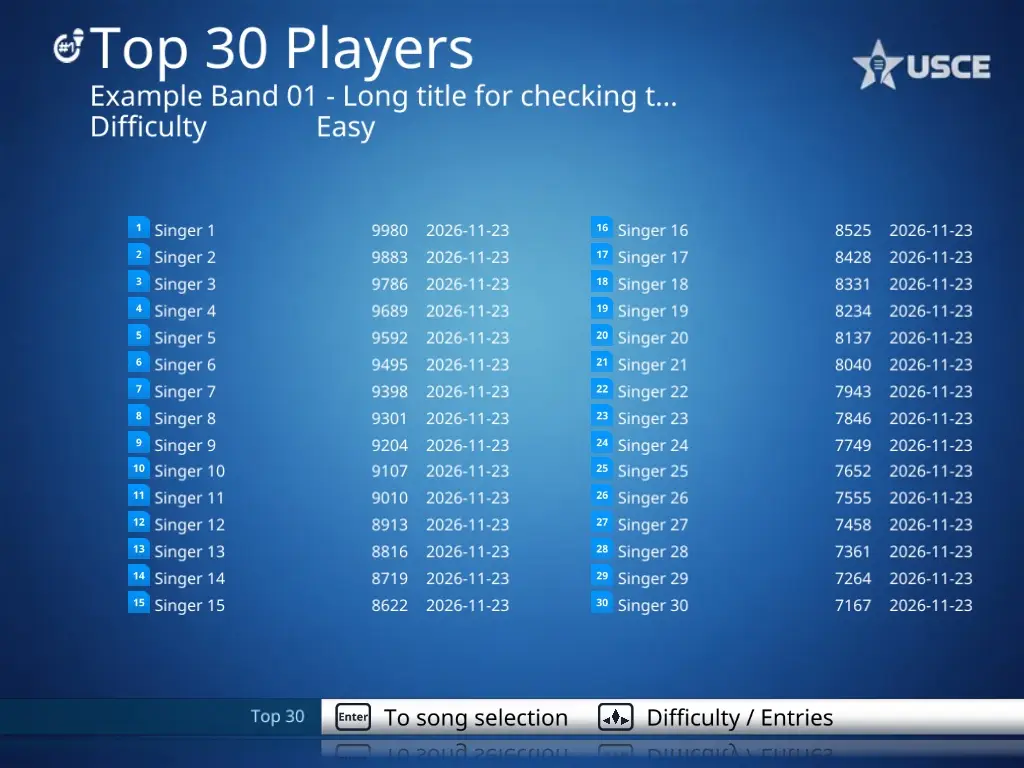 #1
Top 30 Players
USCE
Example Band 01 - Long title for checking t...
Difficulty Easy
1 Singer 1 9980 2026-11-23
2 Singer 2 9883 2026-11-23
3 Singer 3 9786 2026-11-23
4 Singer 4 9689 2026-11-23
5 Singer 5 9592 2026-11-23
6 Singer 6 9495 2026-11-23
7 Singer 7 9398 2026-11-23
8 Singer 8 9301 2026-11-23
9 Singer 9 9204 2026-11-23
10 Singer 10 9107 2026-11-23
11 Singer 11 9010 2026-11-23
12 Singer 12 8913 2026-11-23
13 Singer 13 8816 2026-11-23
14 Singer 14 8719 2026-11-23
15 Singer 15 8622 2026-11-23
16 Singer 16 8525 2026-11-23
17 Singer 17 8428 2026-11-23
18 Singer 18 8331 2026-11-23
19 Singer 19 8234 2026-11-23
20 Singer 20 8137 2026-11-23
21 Singer 21 8040 2026-11-23
22 Singer 22 7943 2026-11-23
23 Singer 23 7846 2026-11-23
24 Singer 24 7749 2026-11-23
25 Singer 25 7652 2026-11-23
26 Singer 26 7555 2026-11-23
27 Singer 27 7458 2026-11-23
28 Singer 28 7361 2026-11-23
29 Singer 29 7264 2026-11-23
30 Singer 30 7167 2026-11-23
Top 30
Enter To song selection
Difficulty / Entries